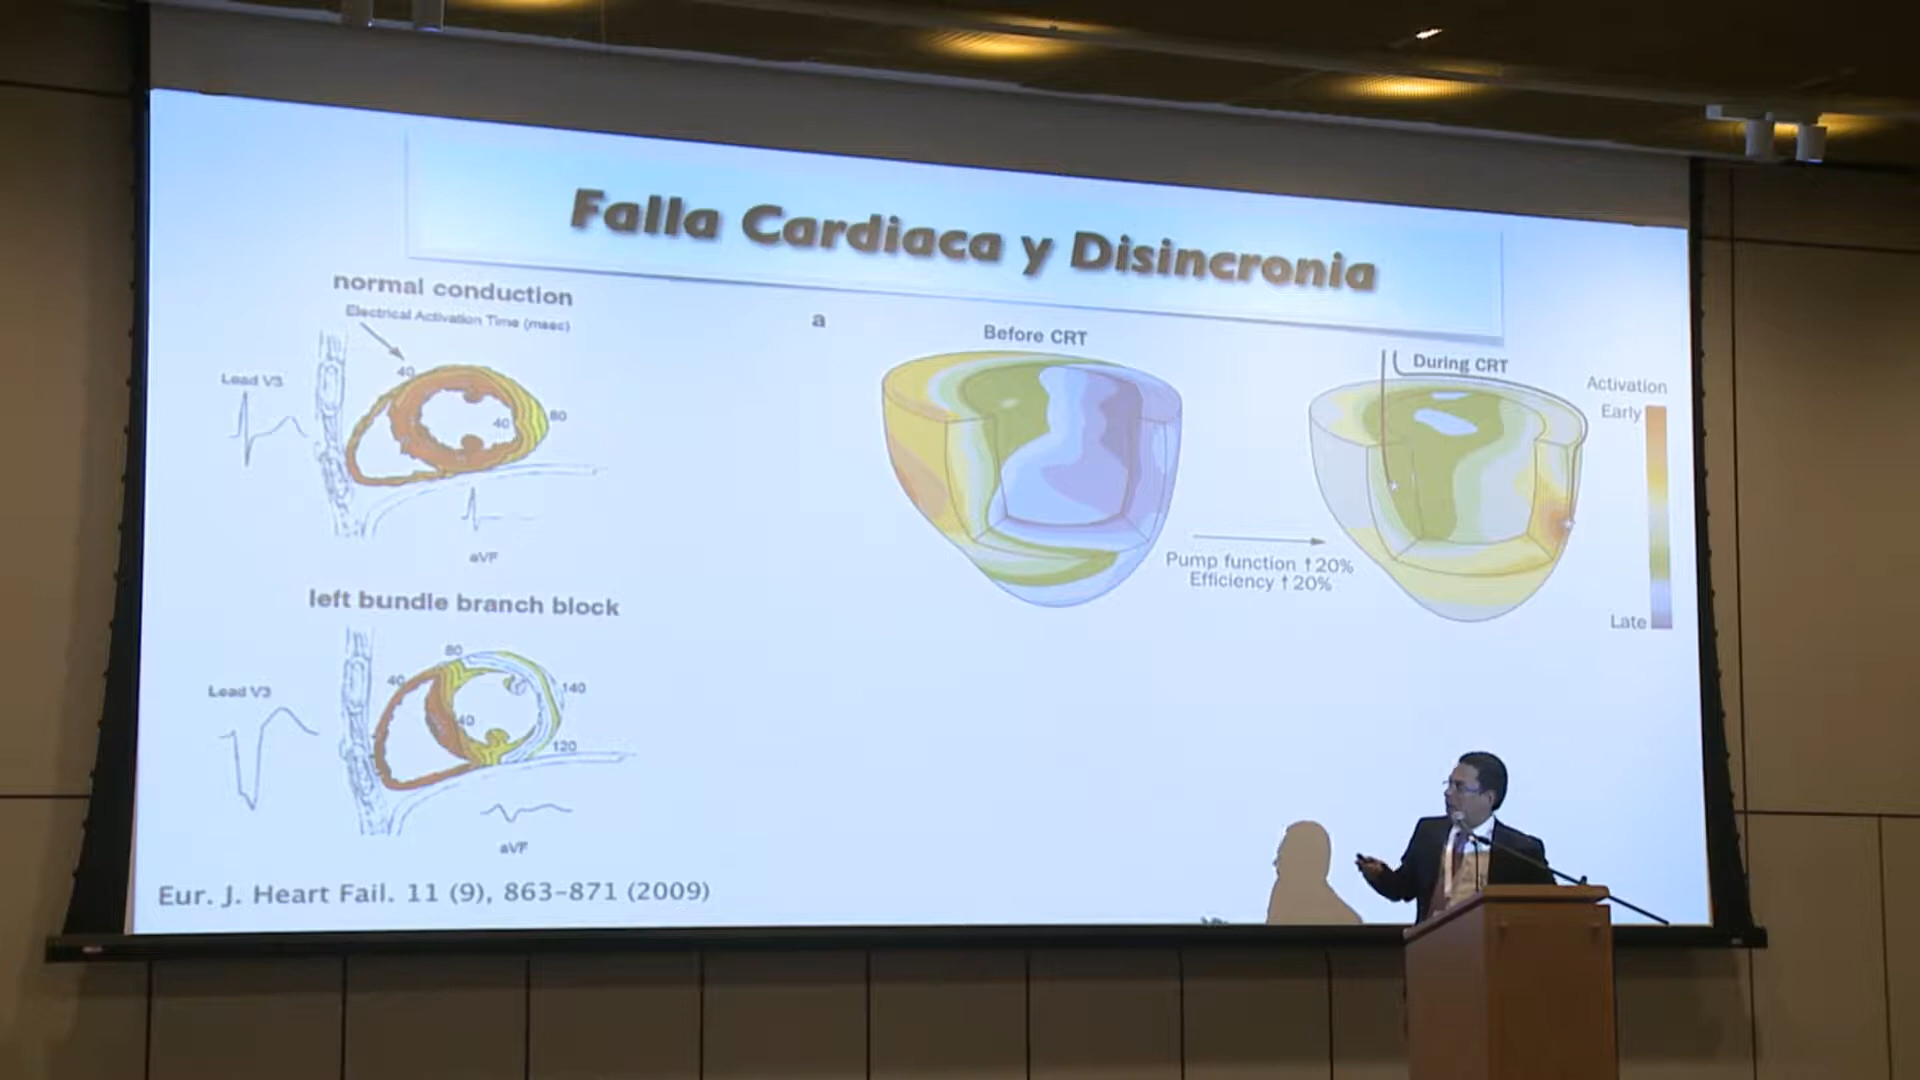 Falla Cardiaca y Disincronia
normal conduction
Electrical Activation Time (msec)
40
Lead V3
40
80
aVF
left bundle branch block
80
40
140
Lead V3
40
120
aVF
a
Before CRT
During CRT
Activation
Early
Pump function ↑20%
Efficiency ↑20%
Late
Eur. J. Heart Fail. 11 (9), 863-871 (2009)